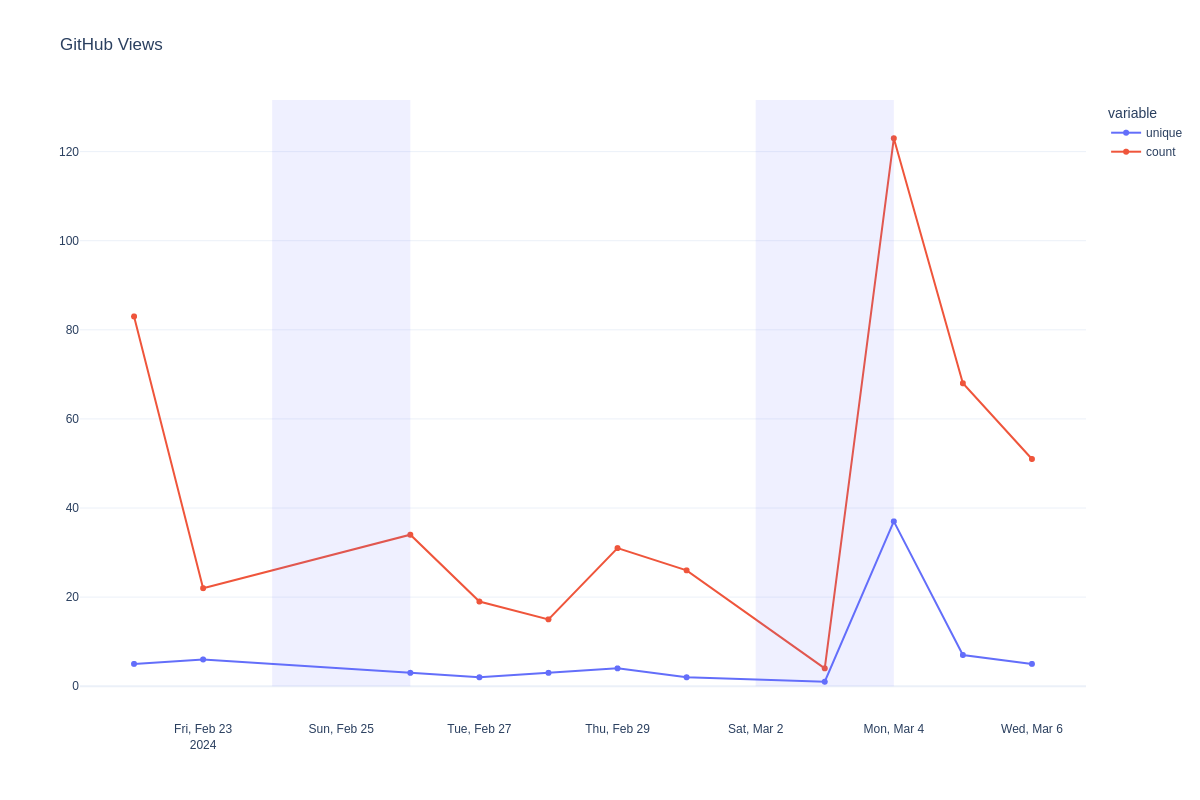 GitHub Views
variable
unique
count
120
100
80
60
40
20
0
Fri, Feb 23
2024
Sun, Feb 25
Tue, Feb 27
Thu, Feb 29
Sat, Mar 2
Mon, Mar 4
Wed, Mar 6